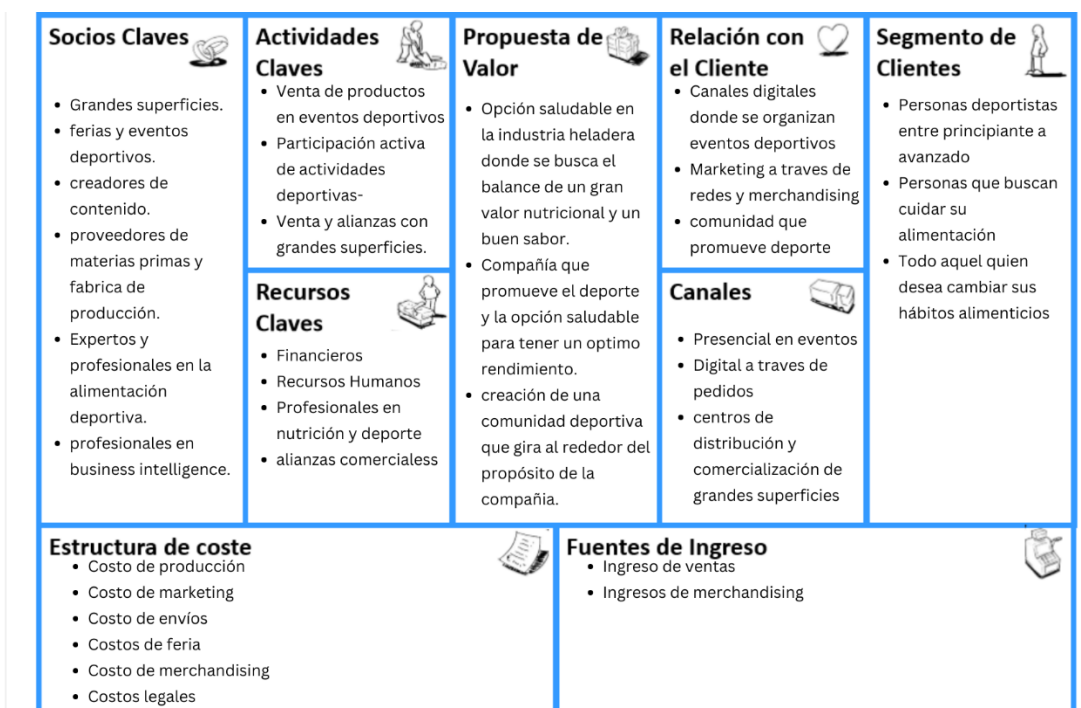 Socios Claves
• Grandes superficies.
• ferias y eventos
deportivos.
• creadores de
contenido.
• proveedores de
materias primas y
fabrica de
producción.
• Expertos y
profesionales en la
alimentación
deportiva.
• profesionales en
business intelligence.
Actividades
Claves
• Venta de productos
en eventos deportivos
• Participación activa
de actividades
deportivas-
• Venta y alianzas con
grandes superficies.
Recursos
Claves
• Financieros
• Recursos Humanos
• Profesionales en
nutrición y deporte
• alianzas comercialess
Propuesta de
Valor
• Opción saludable en
la industria heladera
donde se busca el
balance de un gran
valor nutricional y un
buen sabor.
• Compañía que
promueve el deporte
y la opción saludable
para tener un optimo
rendimiento.
• creación de una
comunidad deportiva
que gira al rededor del
propósito de la
compañia.
Relación con
el Cliente
• Canales digitales
donde se organizan
eventos deportivos
• Marketing a traves de
redes y merchandising
• comunidad que
promueve deporte
Canales
• Presencial en eventos
• Digital a traves de
pedidos
• centros de
distribución y
comercialización de
grandes superficies
Segmento de
Clientes
• Personas deportistas
entre principiante a
avanzado
• Personas que buscan
cuidar su
alimentación
• Todo aquel quien
desea cambiar sus
hábitos alimenticios
Estructura de coste
• Costo de producción
• Costo de marketing
• Costo de envíos
• Costos de feria
• Costo de merchandising
• Costos legales
Fuentes de Ingreso
• Ingreso de ventas
• Ingresos de merchandising